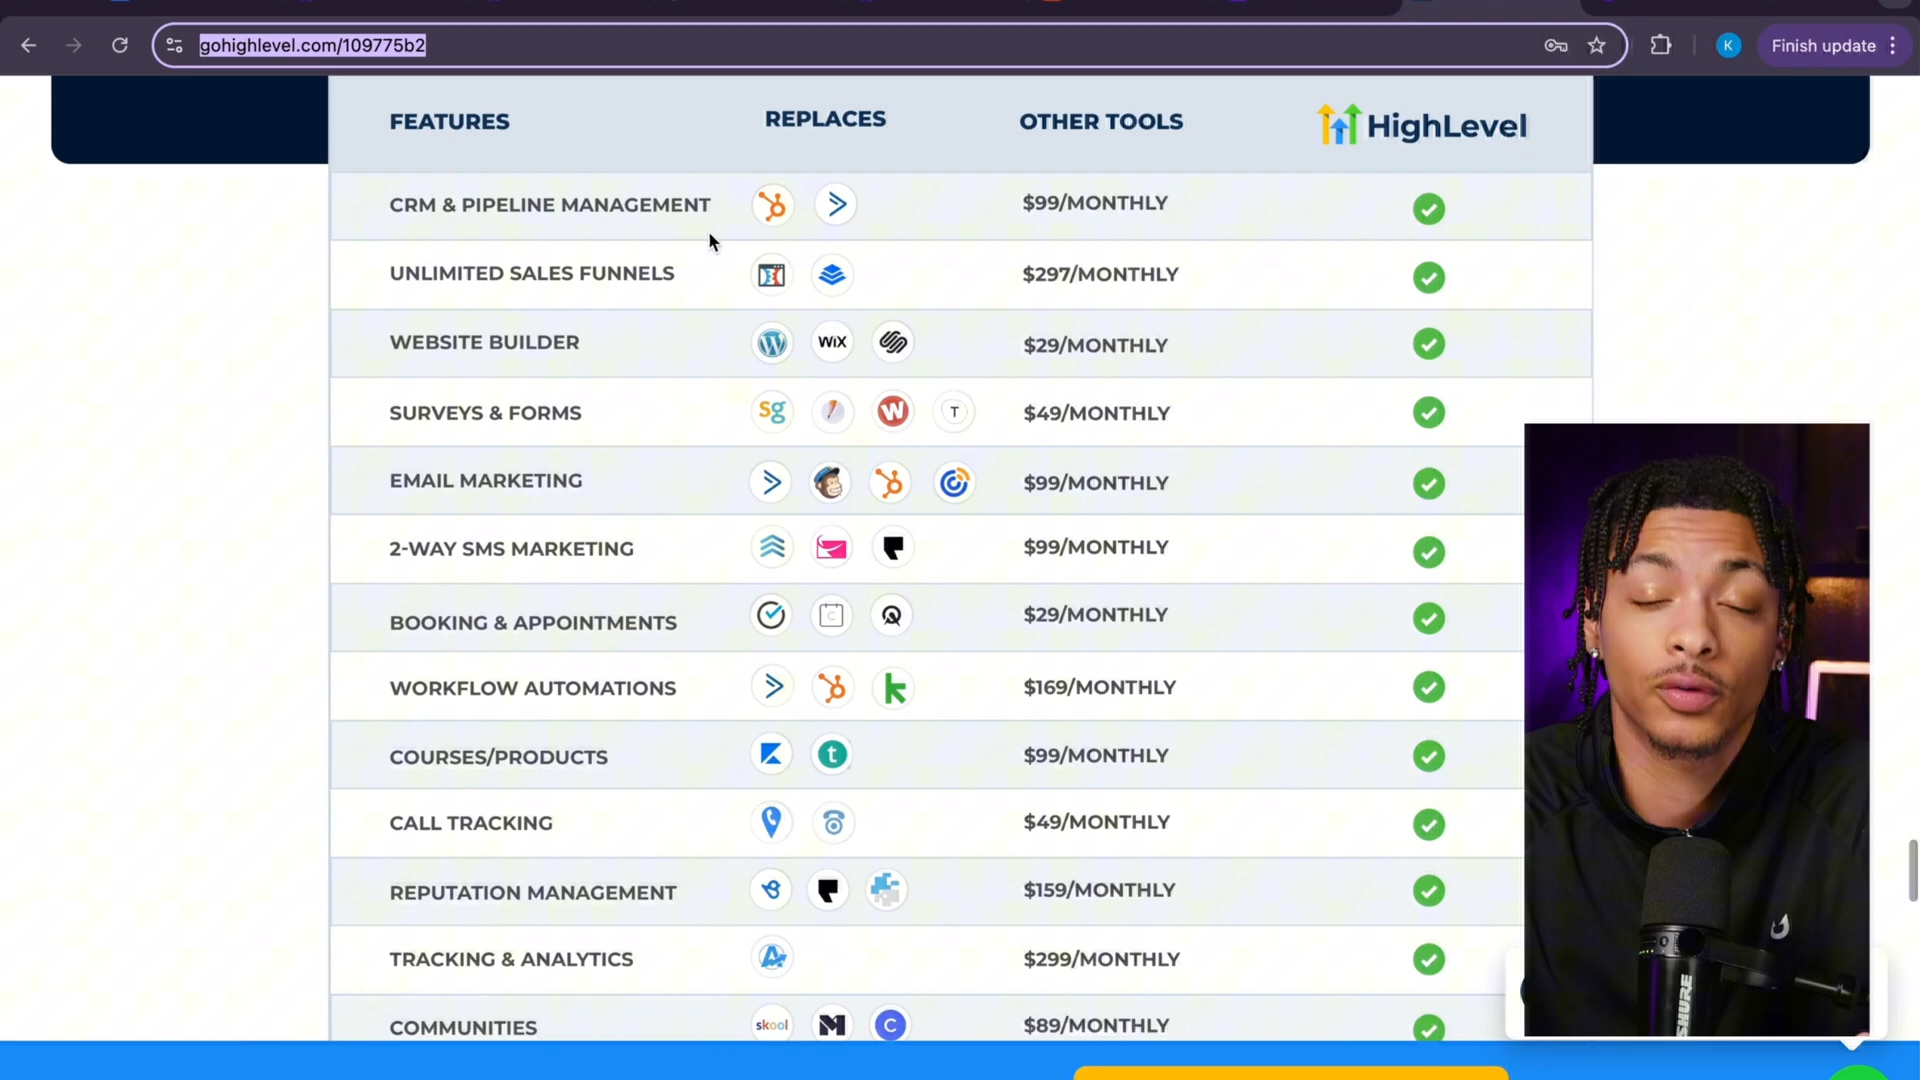 gohighlevel.com/109775b2
Finish update
K
FEATURES REPLACES OTHER TOOLS HighLevel
CRM & PIPELINE MANAGEMENT $99/MONTHLY
UNLIMITED SALES FUNNELS $297/MONTHLY
WEBSITE BUILDER WiX $29/MONTHLY
SURVEYS & FORMS sg W T $49/MONTHLY
EMAIL MARKETING $99/MONTHLY
2-WAY SMS MARKETING $99/MONTHLY
BOOKING & APPOINTMENTS C $29/MONTHLY
WORKFLOW AUTOMATIONS k $169/MONTHLY
COURSES/PRODUCTS t $99/MONTHLY
CALL TRACKING $49/MONTHLY
REPUTATION MANAGEMENT $159/MONTHLY
TRACKING & ANALYTICS $299/MONTHLY
COMMUNITIES skool M C $89/MONTHLY
SHURE